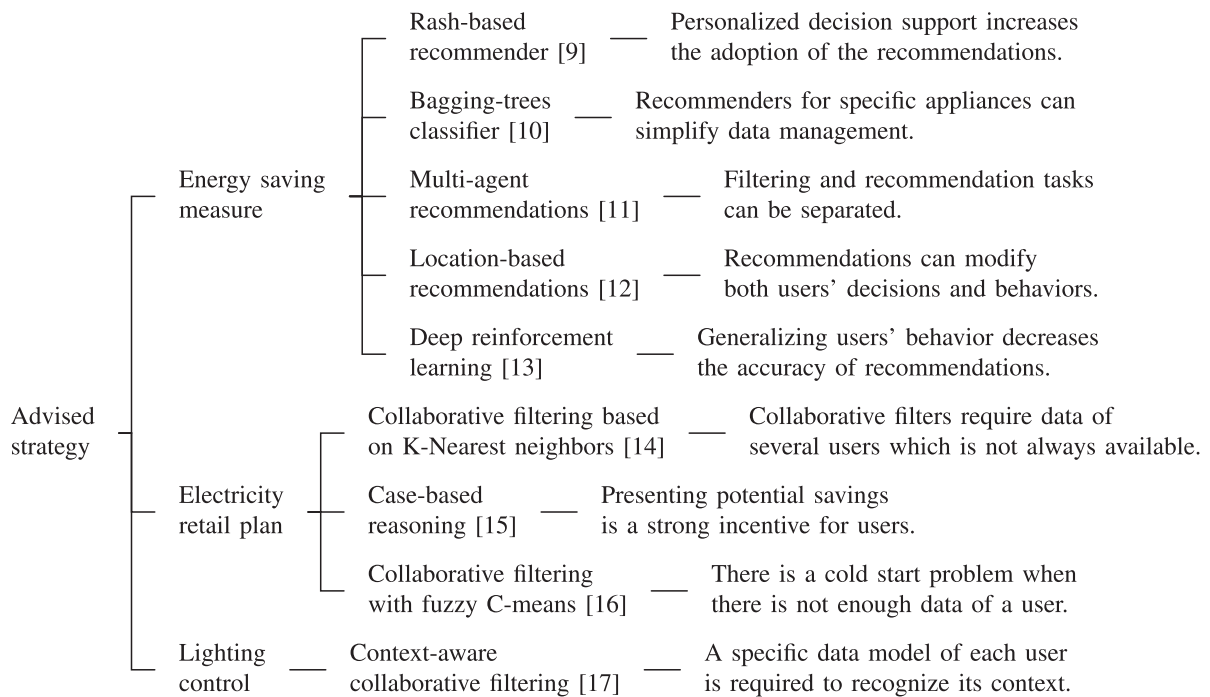 Rash-based
recommender [9]
Personalized decision support increases
the adoption of the recommendations.
Bagging-trees
classifier [10]
Recommenders for specific appliances can
simplify data management.
Energy saving
measure
Multi-agent
recommendations [11]
Filtering and recommendation tasks
can be separated.
Location-based
recommendations [12]
Recommendations can modify
both users' decisions and behaviors.
Deep reinforcement
learning [13]
Generalizing users' behavior decreases
the accuracy of recommendations.
Advised
strategy
Collaborative filtering based
on K-Nearest neighbors [14]
Collaborative filters require data of
several users which is not always available.
Electricity
retail plan
Case-based
reasoning [15]
Presenting potential savings
is a strong incentive for users.
Collaborative filtering
with fuzzy C-means [16]
There is a cold start problem when
there is not enough data of a user.
Lighting
control
Context-aware
collaborative filtering [17]
A specific data model of each user
is required to recognize its context.